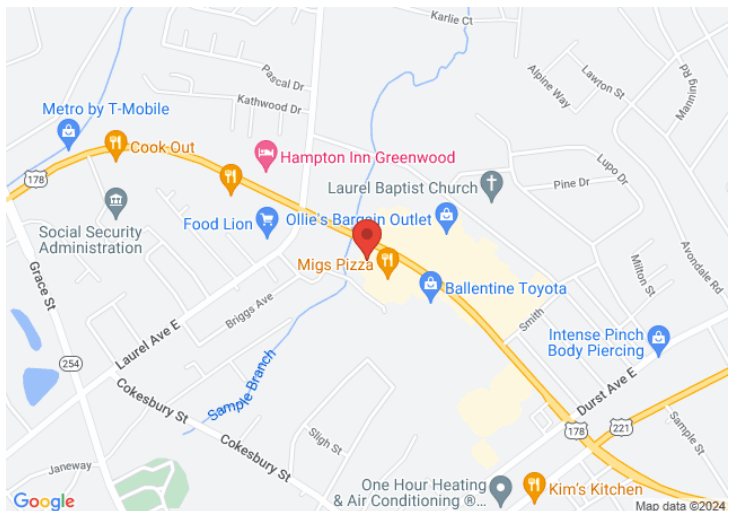 Karlie Ct
Pascal Dr
Alpine Way
Lawron St
Manning Rd
Kathwood Dr
Metro by T-Mobile
Cook Out
Hampton Inn Greenwood
178
Laurel Baptist Church
Lupo Dr
Pine Dr
Social Security
Administration
Food Lion
Ollie's Bargain Outlet
Grace St
Migs Pizza
Avondale Rd
Milton St
Ballentine Toyota
Briggs Ave
Smith
Laurel Ave E
Intense Pinch
Body Piercing
254
Sample Branch
Cokesbury St
Durst Ave E
178
221
Sample St
Cokesbury St
Sligh St
Janeway
One Hour Heating
& Air Conditioning ®...
Kim's Kitchen
Google
Map data ©2024